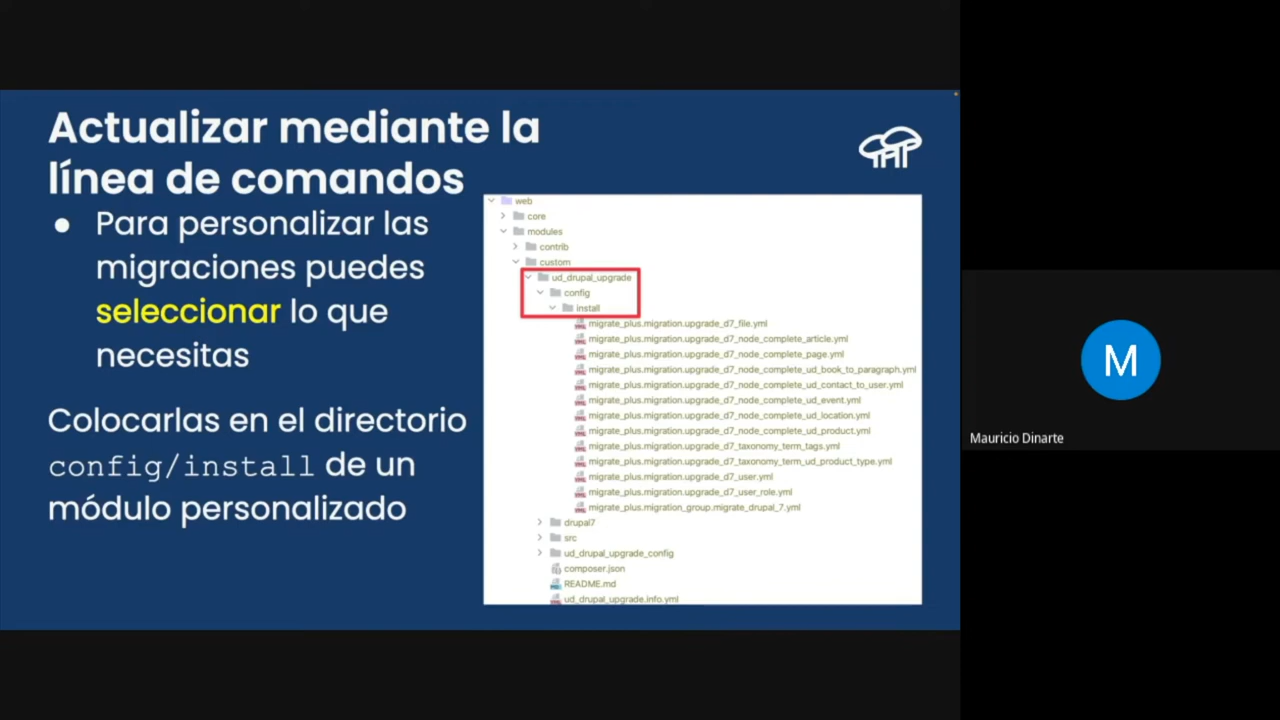 Actualizar mediante la
línea de comandos
● Para personalizar las
migraciones puedes
seleccionar lo que
necesitas
Colocarlas en el directorio
config/install de un
módulo personalizado
web
core
modules
contrib
custom
ud_drupal_upgrade
config
install
migrate_plus.migration.upgrade_d7_file.yml
migrate_plus.migration.upgrade_d7_node_complete_article.yml
migrate_plus.migration.upgrade_d7_node_complete_page.yml
migrate_plus.migration.upgrade_d7_node_complete_ud_book_to_paragraph.yml
migrate_plus.migration.upgrade_d7_node_complete_ud_contact_to_user.yml
migrate_plus.migration.upgrade_d7_node_complete_ud_event.yml
migrate_plus.migration.upgrade_d7_node_complete_ud_location.yml
migrate_plus.migration.upgrade_d7_node_complete_ud_product.yml
migrate_plus.migration.upgrade_d7_taxonomy_term_tags.yml
migrate_plus.migration.upgrade_d7_taxonomy_term_ud_product_type.yml
migrate_plus.migration.upgrade_d7_user.yml
migrate_plus.migration.upgrade_d7_user_role.yml
migrate_plus.migration_group.migrate_drupal_7.yml
drupal7
src
ud_drupal_upgrade_config
composer.json
README.md
ud_drupal_upgrade.info.yml
M
Mauricio Dinarte